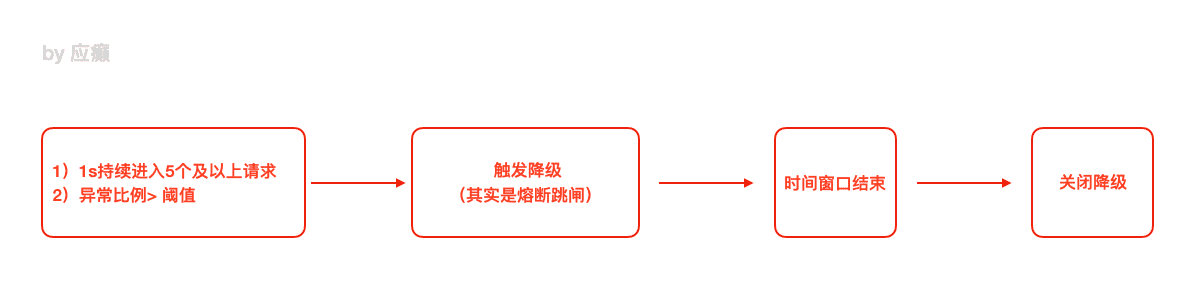 by 应癫
1）1s持续进入5个及以上请求
2）异常比例> 阈值
触发降级
（其实是熔断跳闸）
时间窗口结束
关闭降级